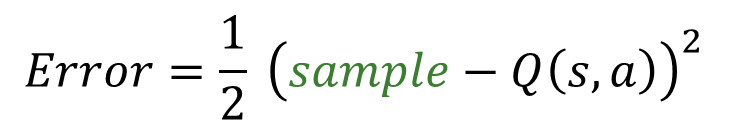 Error = 1/2 (sample − Q(s, a))²